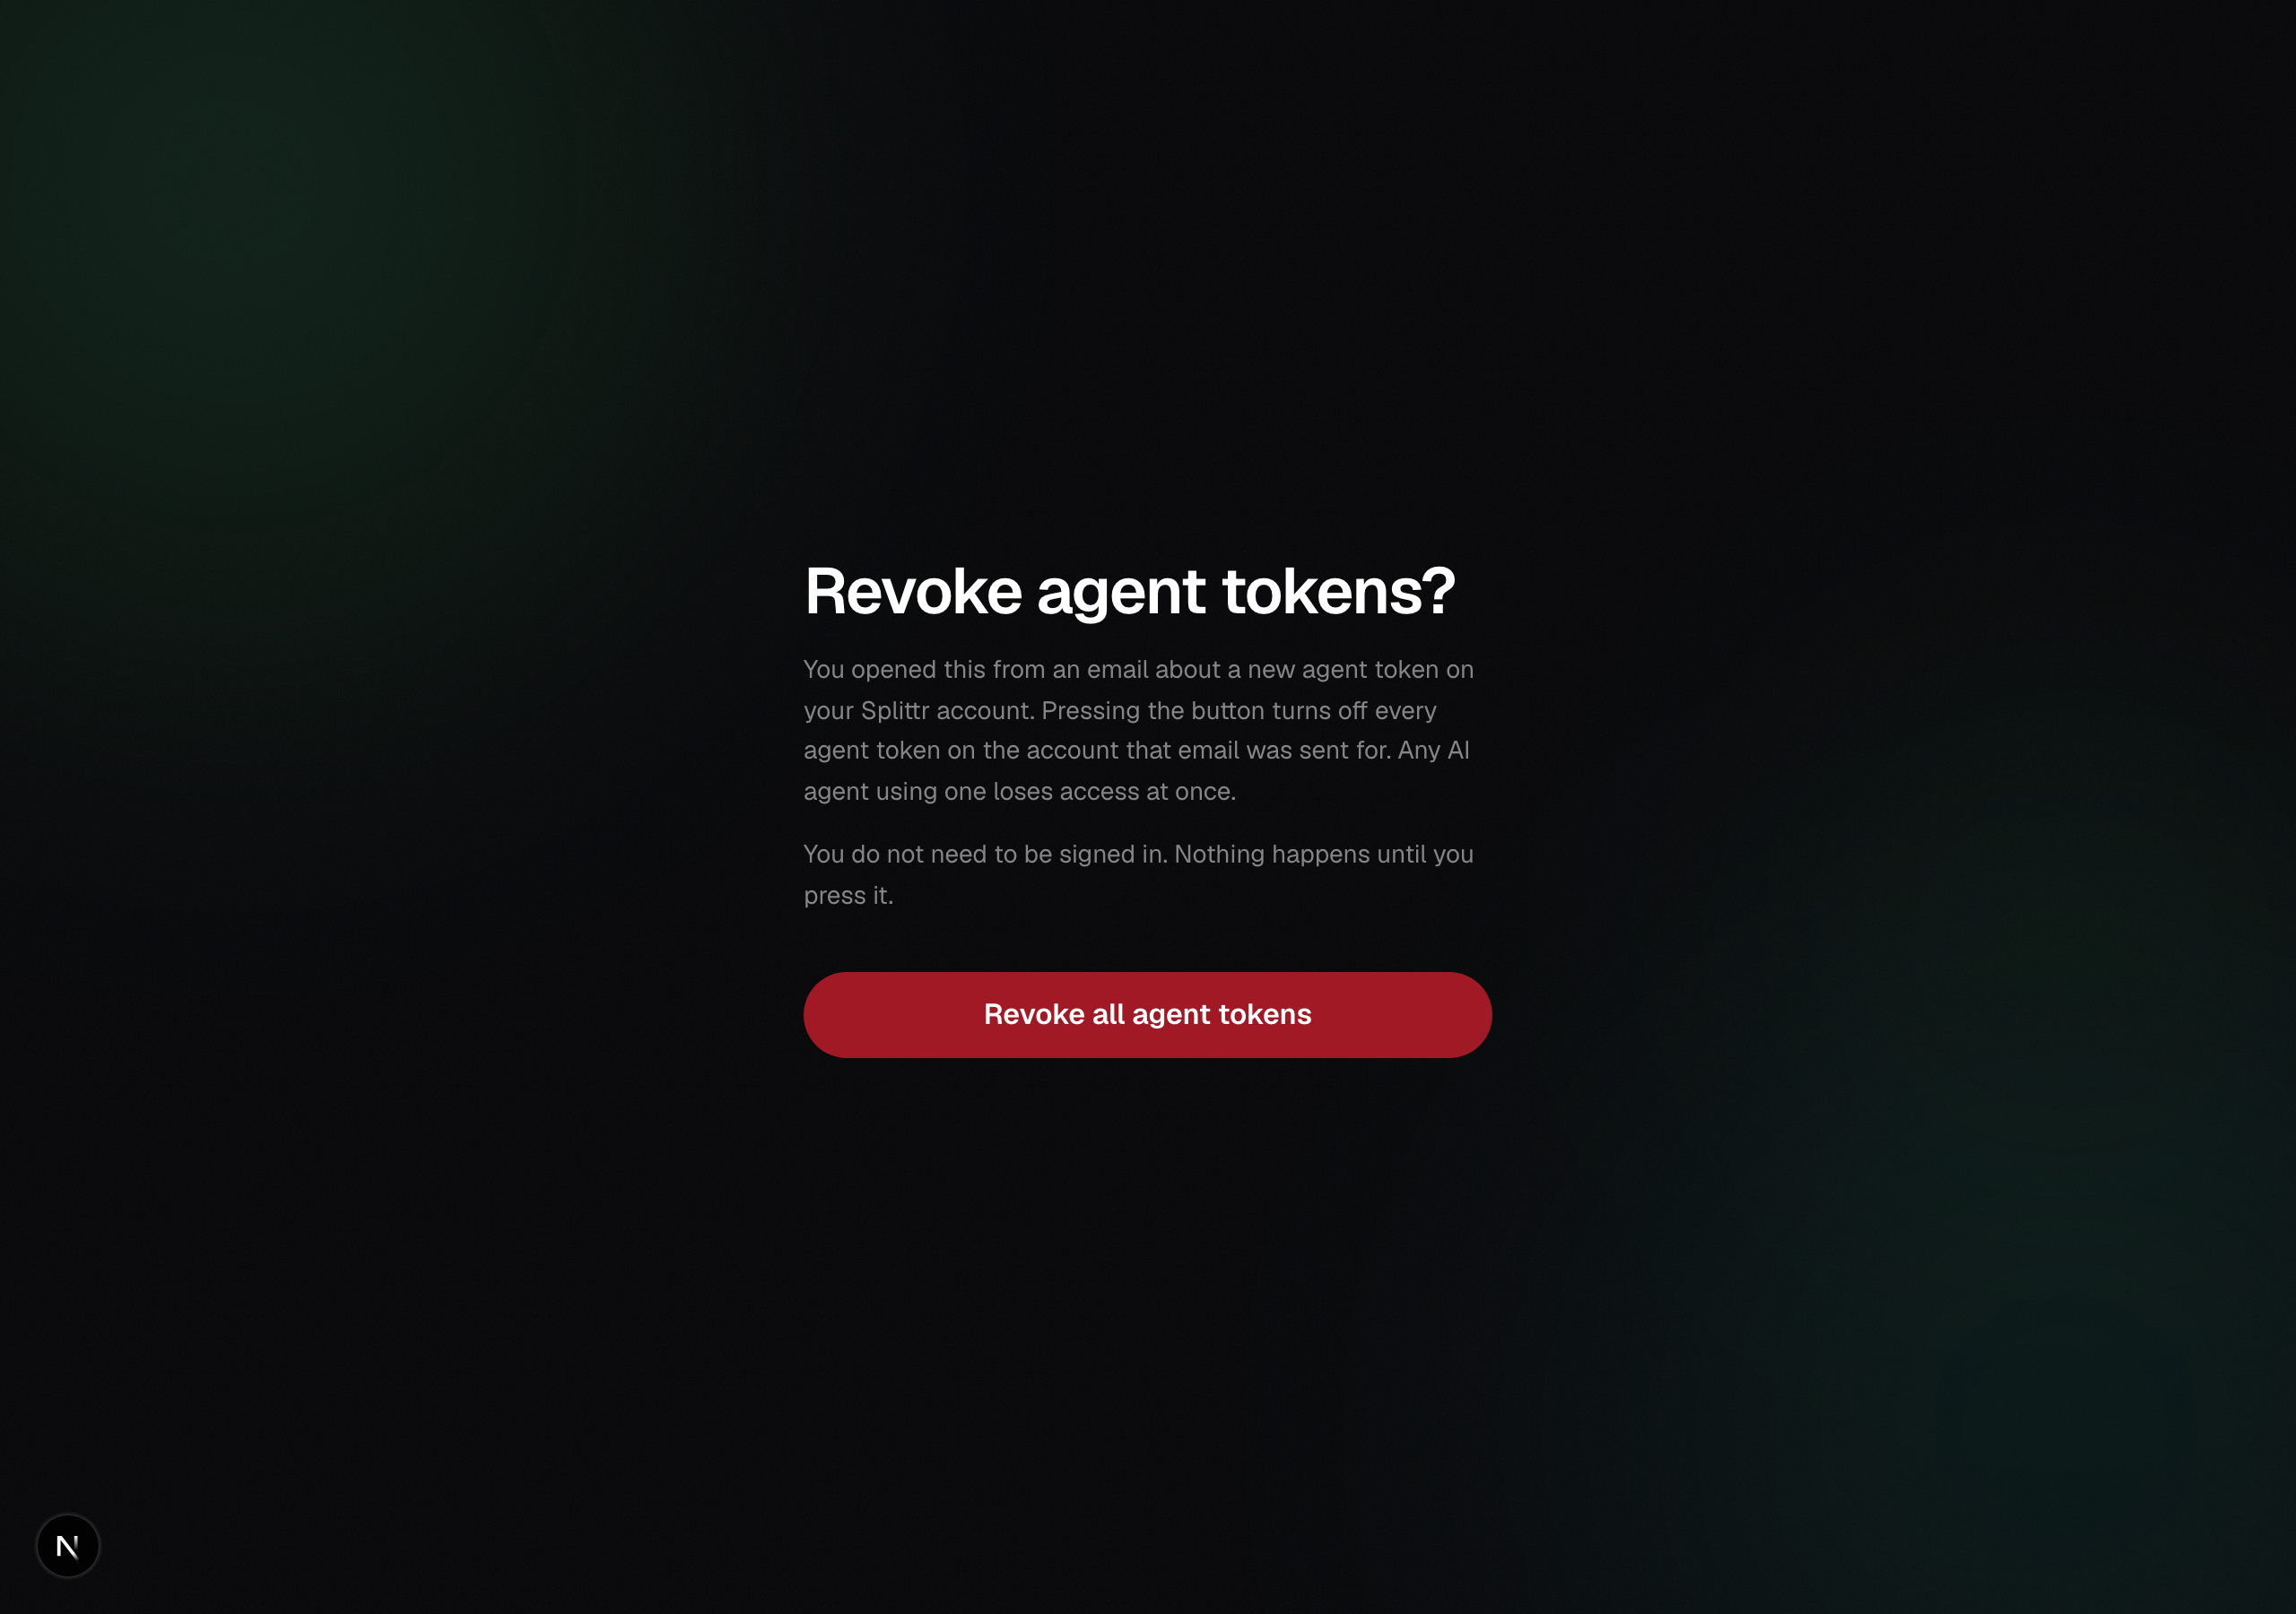 Revoke agent tokens?
You opened this from an email about a new agent token on
your Splittr account. Pressing the button turns off every
agent token on the account that email was sent for. Any AI
agent using one loses access at once.
You do not need to be signed in. Nothing happens until you
press it.
Revoke all agent tokens
N